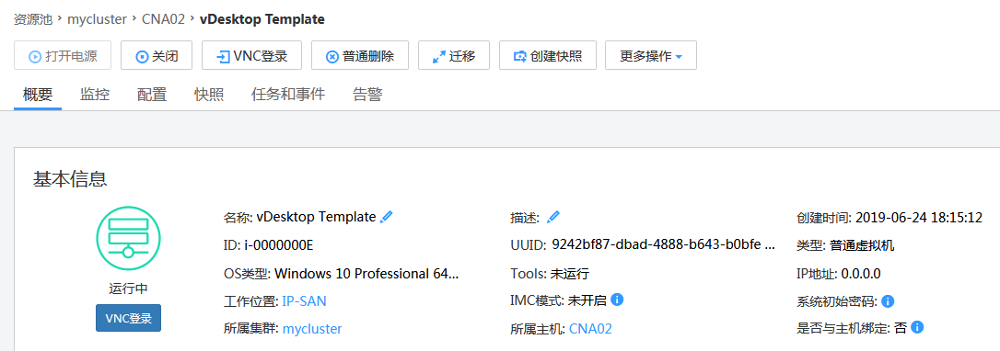 资源池 › mycluster › CNA02 › vDesktop Template
打开电源 关闭 VNC登录 普通删除 迁移 创建快照 更多操作
概要 监控 配置 快照 任务和事件 告警
基本信息
名称: vDesktop Template 描述: 创建时间: 2019-06-24 18:15:12
ID: i-0000000E UUID: 9242bf87-dbad-4888-b643-b0bfe ... 类型: 普通虚拟机
OS类型: Windows 10 Professional 64... Tools: 未运行 IP地址: 0.0.0.0
运行中
工作位置: IP-SAN IMC模式: 未开启 系统初始密码:
VNC登录
所属集群: mycluster 所属主机: CNA02 是否与主机绑定: 否